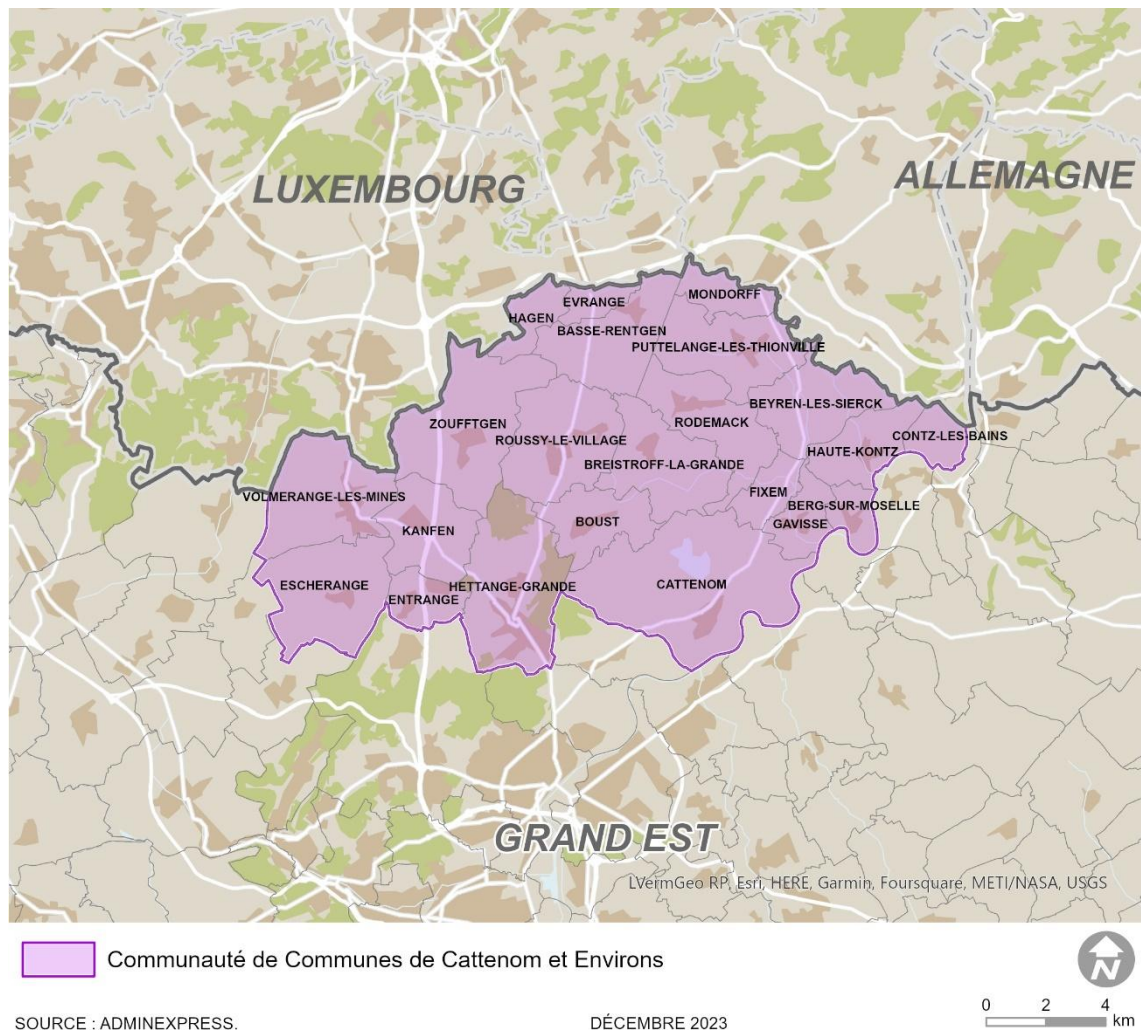 LUXEMBOURG
ALLEMAGNE
MONDORFF
EVRANGE
HAGEN
BASSE-RENTGEN
PUTTELANGE-LES-THIONVILLE
BEYREN-LES-SIERCK
ZOUFFTGEN
RODEMACK
ROUSSY-LE-VILLAGE
CONTZ-LES-BAINS
HAUTE-KONTZ
BREISTROFF-LA-GRANDE
VOLMERANGE-LES-MINES
FIXEM
BERG-SUR-MOSELLE
KANFEN
BOUST
GAVISSE
ESCHERANGE
HETTANGE-GRANDE
CATTENOM
ENTRANGE
GRAND EST
LVermGeo RP, Esri, HERE, Garmin, Foursquare, METI/NASA, USGS
Communauté de Communes de Cattenom et Environs
N
SOURCE : ADMINEXPRESS.
DÉCEMBRE 2023
0 2 4
km